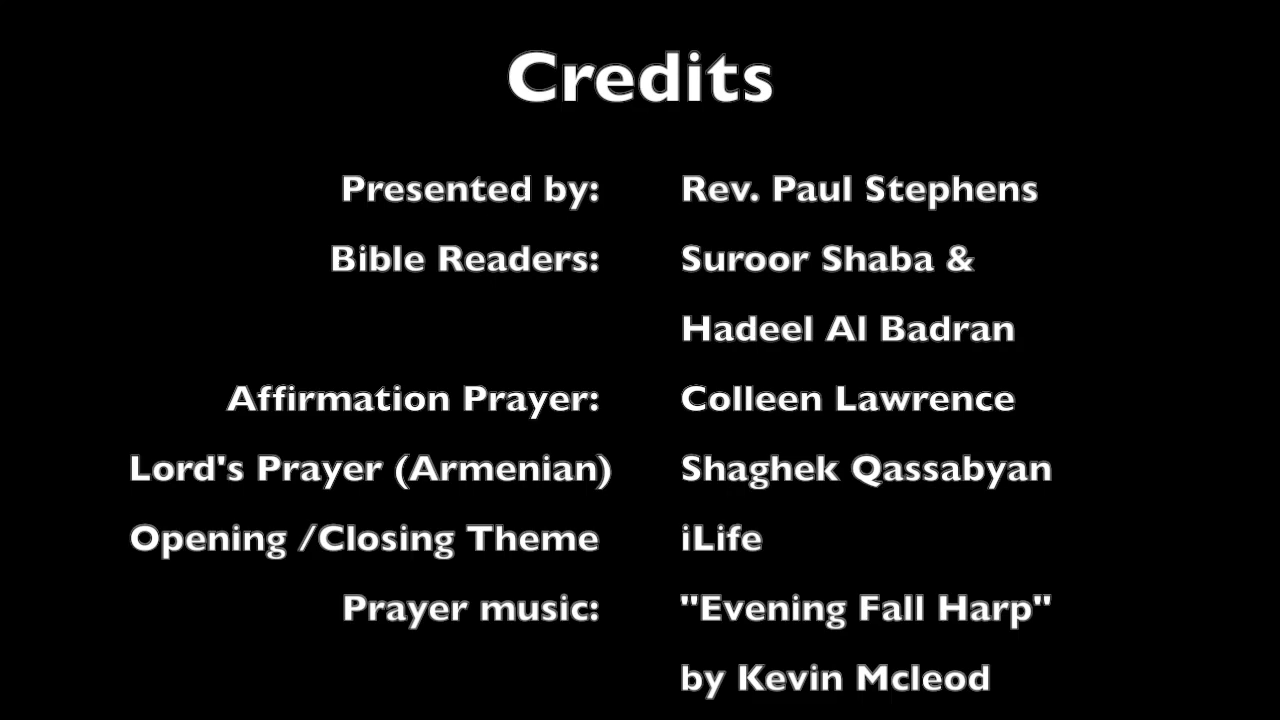 Credits
Presented by: Rev. Paul Stephens
Bible Readers: Suroor Shaba &
Hadeel Al Badran
Affirmation Prayer: Colleen Lawrence
Lord's Prayer (Armenian) Shaghek Qassabyan
Opening /Closing Theme iLife
Prayer music: "Evening Fall Harp"
by Kevin Mcleod